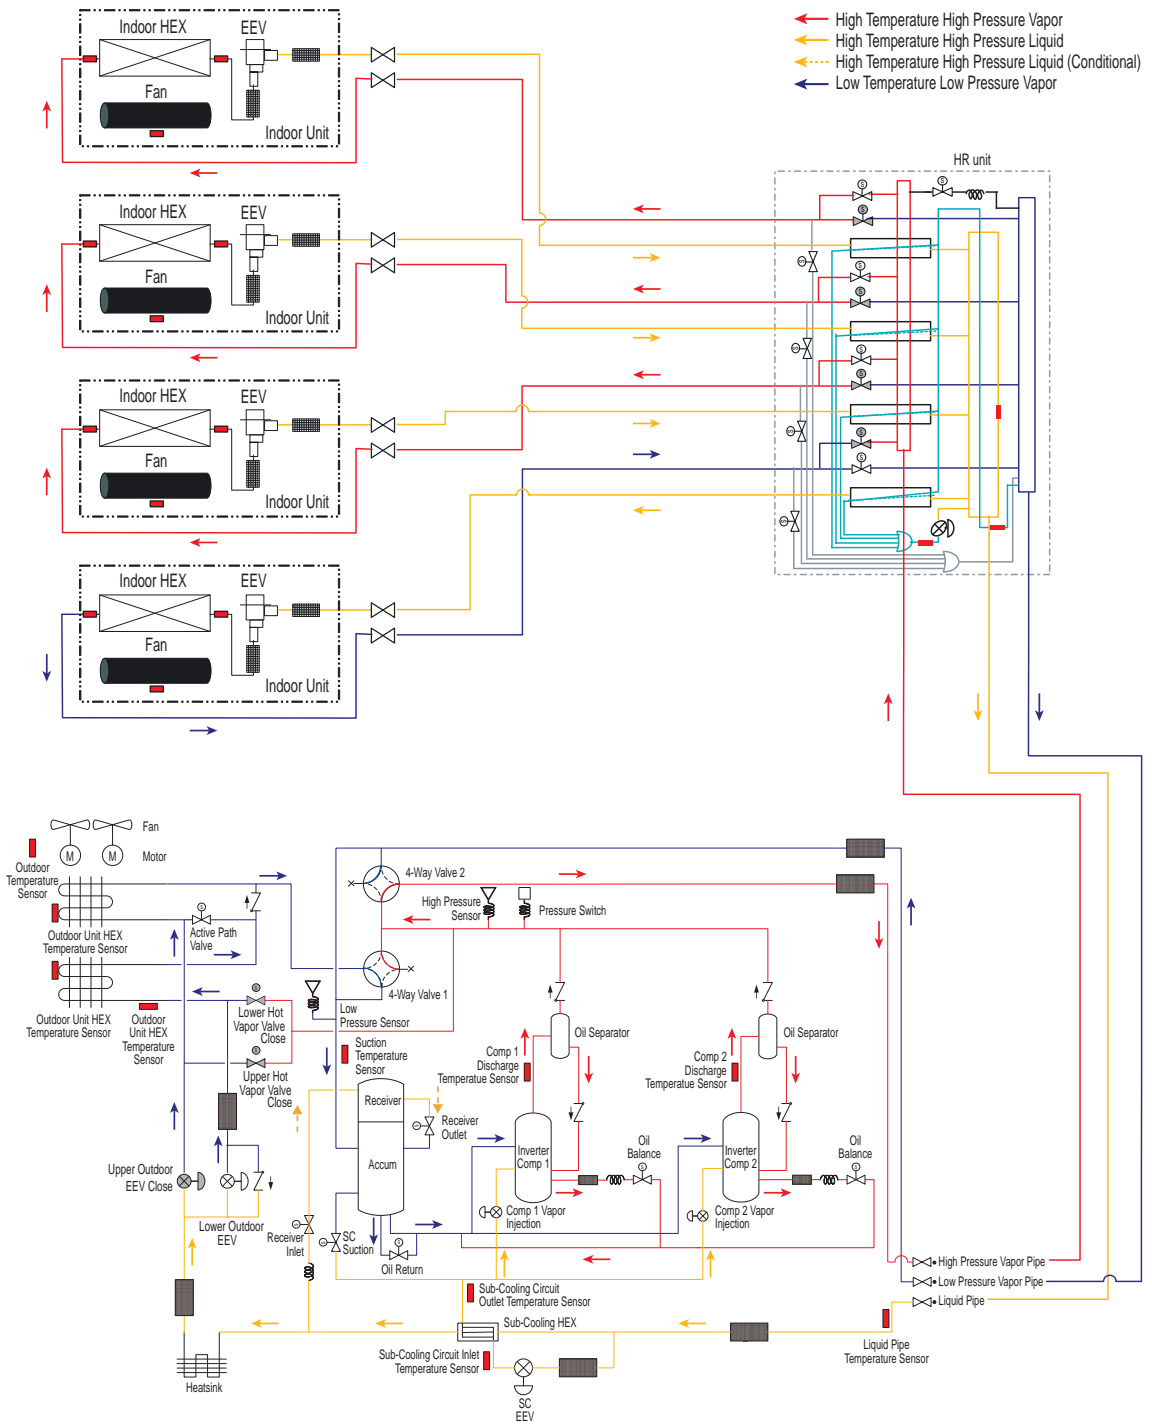 High Temperature High Pressure Vapor
High Temperature High Pressure Liquid
High Temperature High Pressure Liquid (Conditional)
Low Temperature Low Pressure Vapor
Indoor HEX
EEV
Fan
Indoor Unit
Indoor HEX
EEV
Fan
Indoor Unit
Indoor HEX
EEV
Fan
Indoor Unit
Indoor HEX
EEV
Fan
Indoor Unit
HR unit
S
S
S
S
S
S
S
S
S
S
S
S
S
Fan
M
M
Motor
Outdoor
Temperature
Sensor
Outdoor Unit HEX
Temperature Sensor
S
Active Path
Valve
Outdoor Unit HEX
Temperature Sensor
Outdoor
Unit HEX
Temperature
Sensor
S
Lower Hot
Vapor Valve
Close
S
Upper Hot
Vapor Valve
Close
4-Way Valve 2
High Pressure
Sensor
Pressure Switch
4-Way Valve 1
Low
Pressure Sensor
Suction
Temperature
Sensor
Receiver
S
Receiver
Outlet
Accum
Comp 1
Discharge
Temperatue Sensor
Oil Separator
Comp 2
Discharge
Temperatue Sensor
Oil Separator
Inverter
Comp 1
Oil
Balance
S
Inverter
Comp 2
Oil
Balance
S
Upper Outdoor
EEV Close
Lower Outdoor
EEV
S
Receiver
Inlet
S
SC
Suction
S
Oil Return
Comp 1 Vapor
Injection
Comp 2 Vapor
Injection
High Pressure Vapor Pipe
Low Pressure Vapor Pipe
Liquid Pipe
Sub-Cooling Circuit
Outlet Temperature Sensor
Sub-Cooling HEX
Sub-Cooling Circuit Inlet
Temperature Sensor
SC
EEV
Liquid Pipe
Temperature Sensor
Heatsink